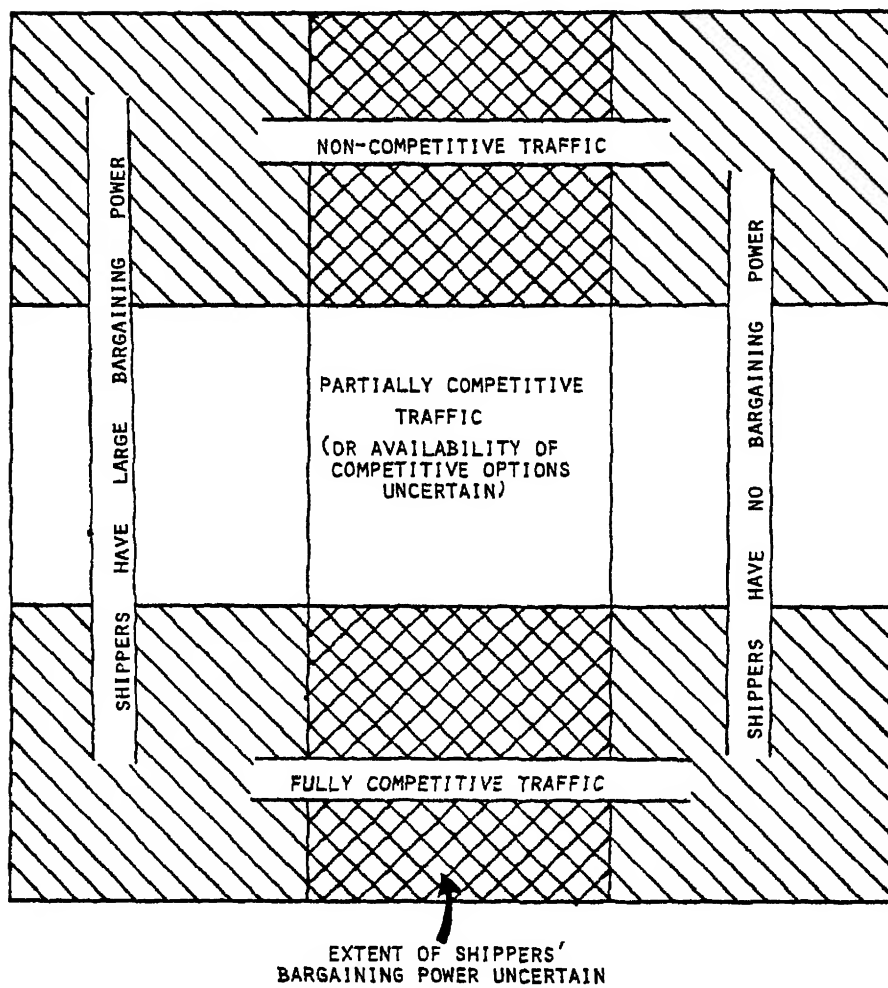 NON-COMPETITIVE TRAFFIC
SHIPPERS HAVE LARGE BARGAINING POWER
PARTIALLY COMPETITIVE
TRAFFIC
(OR AVAILABILITY OF
COMPETITIVE OPTIONS
UNCERTAIN)
SHIPPERS HAVE NO BARGAINING POWER
FULLY COMPETITIVE TRAFFIC
EXTENT OF SHIPPERS'
BARGAINING POWER UNCERTAIN